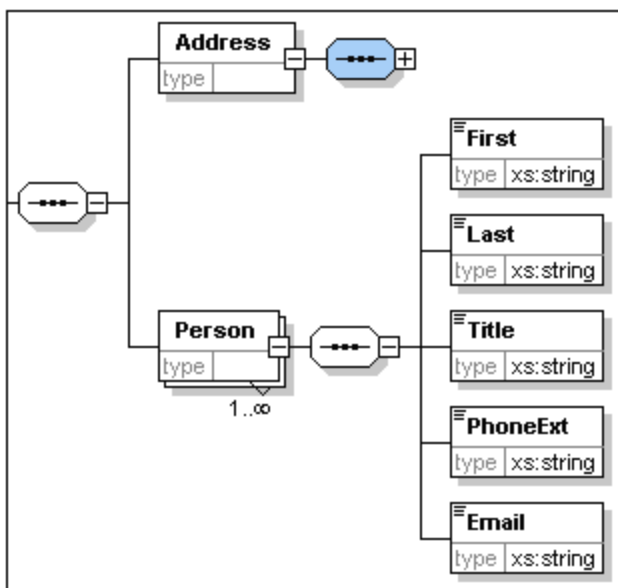 Address
type
First
type xs:string
Last
type xs:string
Person
type
1..∞
Title
type xs:string
PhoneExt
type xs:string
Email
type xs:string